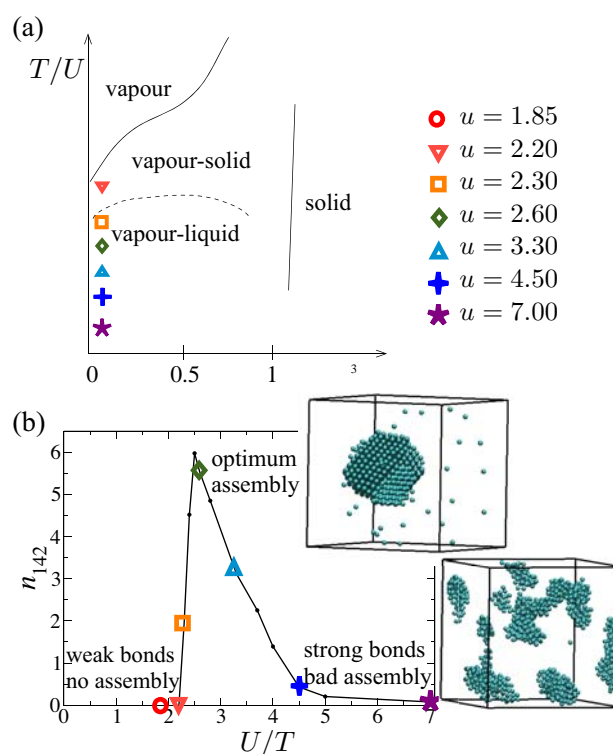 (a)
T/U
vapour
vapour-solid
vapour-liquid
solid
0 0.5 1 3
u = 1.85
u = 2.20
u = 2.30
u = 2.60
u = 3.30
u = 4.50
u = 7.00
(b)
n142
6
5
4
3
2
1
0
optimum
assembly
weak bonds
no assembly
strong bonds
bad assembly
0 1 2 3 4 5 6 7
U/T